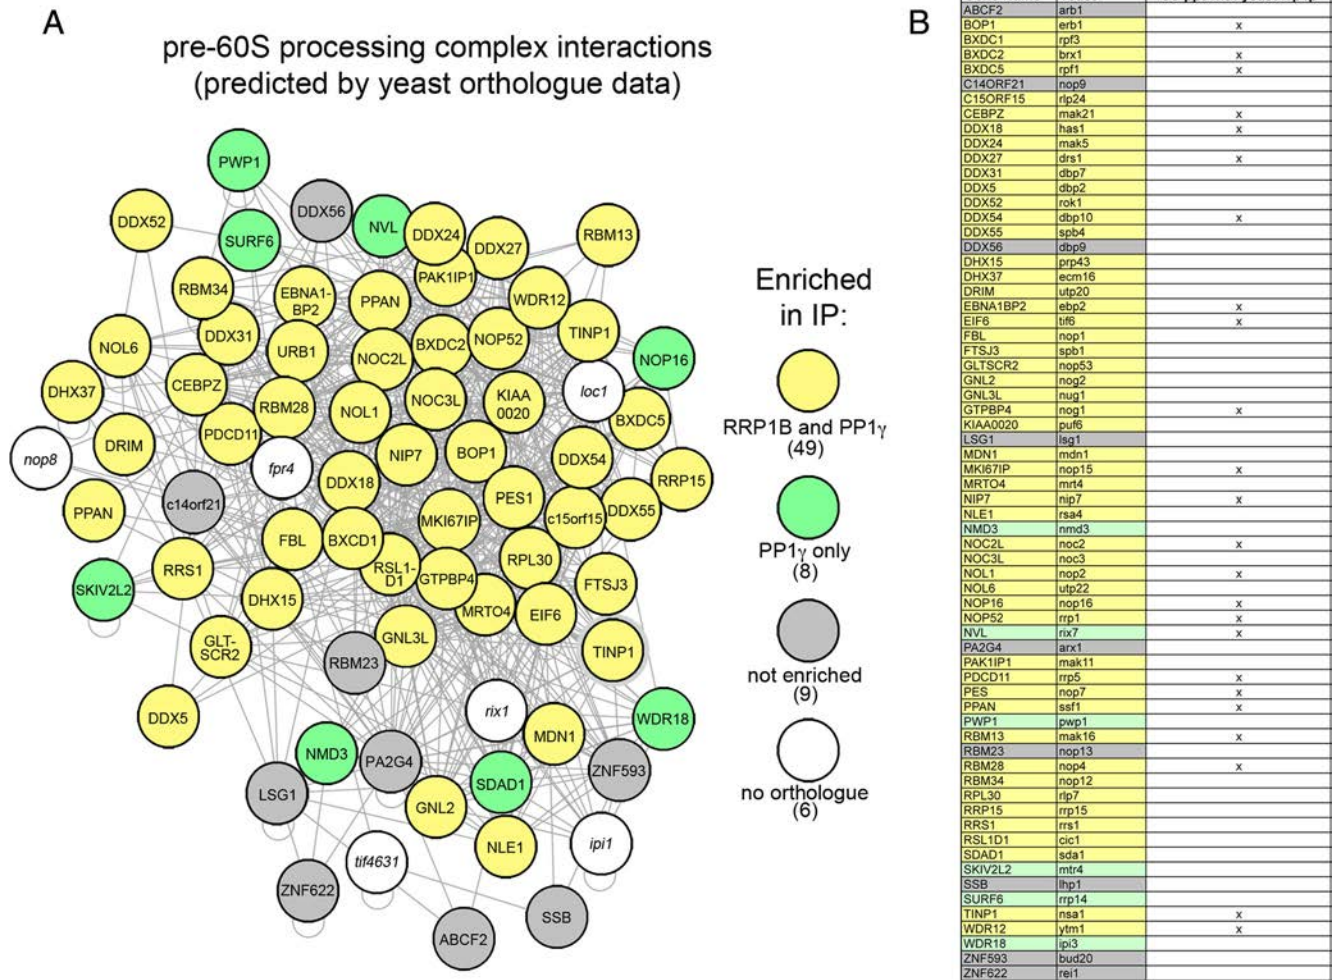 A
pre-60S processing complex interactions
(predicted by yeast orthologue data)
PWP1
DDX52
SURF6
DDX56
NVL
DDX24
DDX27
RBM13
RBM34
EBNA1-
BP2
PPAN
PAK1IP1
WDR12
TINP1
NOL6
DDX31
URB1
NOC2L
BXDC2
NOP52
NOP16
DHX37
CEBPZ
RBM28
NOL1
NOC3L
KIAA
0020
loc1
BXDC5
nop8
DRIM
PDCD11
fpr4
NIP7
BOP1
DDX54
RRP15
PPAN
c14orf21
DDX18
MKI67IP
PES1
c15orf15
DDX55
SKIV2L2
RRS1
FBL
BXCD1
RSL1-
D1
GTPBP4
RPL30
FTSJ3
DHX15
MRTO4
EIF6
GLT-
SCR2
RBM23
GNL3L
TINP1
DDX5
rix1
MDN1
WDR18
NMD3
PA2G4
SDAD1
ZNF593
LSG1
GNL2
NLE1
ipi1
tif4631
ZNF622
ABCF2
SSB
Enriched
in IP:
RRP1B and PP1γ
(49)
PP1γ only
(8)
not enriched
(9)
no orthologue
(6)
B
ABCF2 arb1
BOP1 erb1 x
BXDC1 rpf3
BXDC2 brx1 x
BXDC5 rpf1 x
C14ORF21 nop9
C15ORF15 rlp24
CEBPZ mak21 x
DDX18 has1 x
DDX24 mak5
DDX27 drs1 x
DDX31 dbp7
DDX5 dbp2
DDX52 rok1
DDX54 dbp10 x
DDX55 spb4
DDX56 dbp9
DHX15 prp43
DHX37 ecm16
DRIM utp20
EBNA1BP2 ebp2 x
EIF6 tif6 x
FBL nop1
FTSJ3 spb1
GLTSCR2 nop53
GNL2 nog2
GNL3L nug1
GTPBP4 nog1 x
KIAA0020 puf6
LSG1 lsg1
MDN1 mdn1
MKI67IP nop15 x
MRTO4 mrt4
NIP7 nip7 x
NLE1 rsa4
NMD3 nmd3
NOC2L noc2 x
NOC3L noc3
NOL1 nop2 x
NOL6 utp22
NOP16 nop16 x
NOP52 rrp1 x
NVL rix7 x
PA2G4 arx1
PAK1IP1 mak11
PDCD11 rrp5 x
PES nop7 x
PPAN ssf1 x
PWP1 pwp1
RBM13 mak16 x
RBM23 nop13
RBM28 nop4 x
RBM34 nop12
RPL30 rlp7
RRP15 rrp15
RRS1 rrs1
RSL1D1 cic1
SDAD1 sda1
SKIV2L2 mtr4
SSB lhp1
SURF6 rrp14
TINP1 nsa1 x
WDR12 ytm1 x
WDR18 ipi3
ZNF593 bud20
ZNF622 rei1